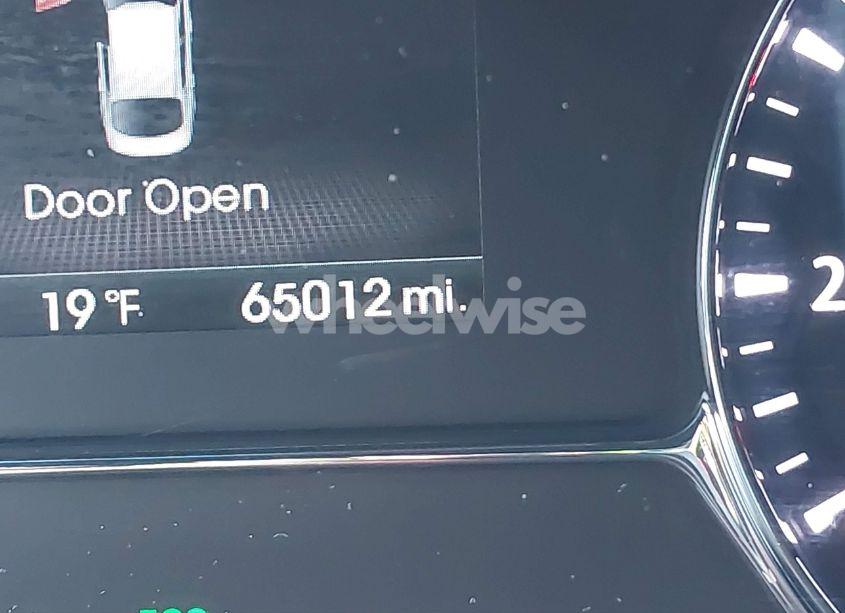 Door Open
19 °F. 65012 mi.
wheelwise
2